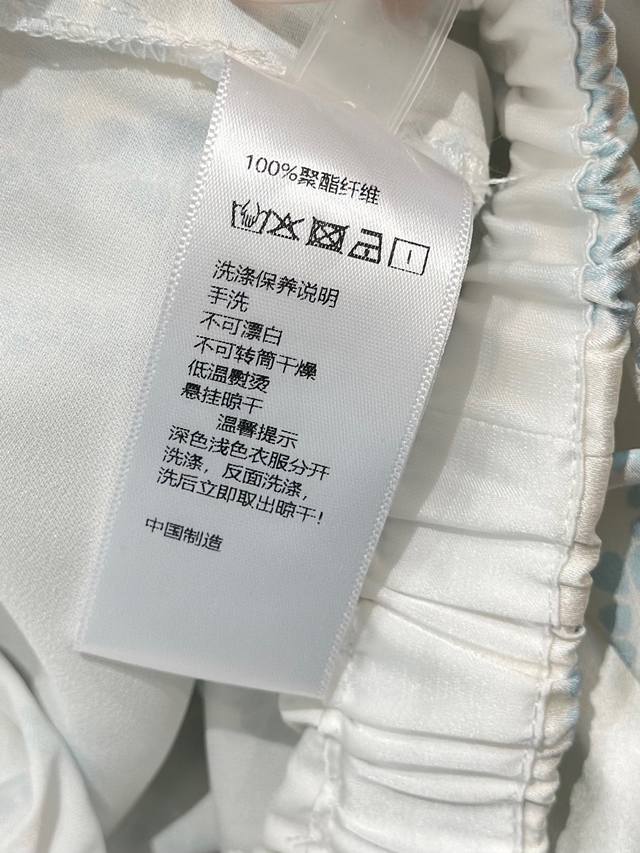 100%聚酯纤维
洗涤保养说明
手洗
不可漂白
不可转筒干燥
低温熨烫
悬挂晾干
温馨提示
深色浅色衣服分开
洗涤，反面洗涤，
洗后立即取出晾干！
中国制造